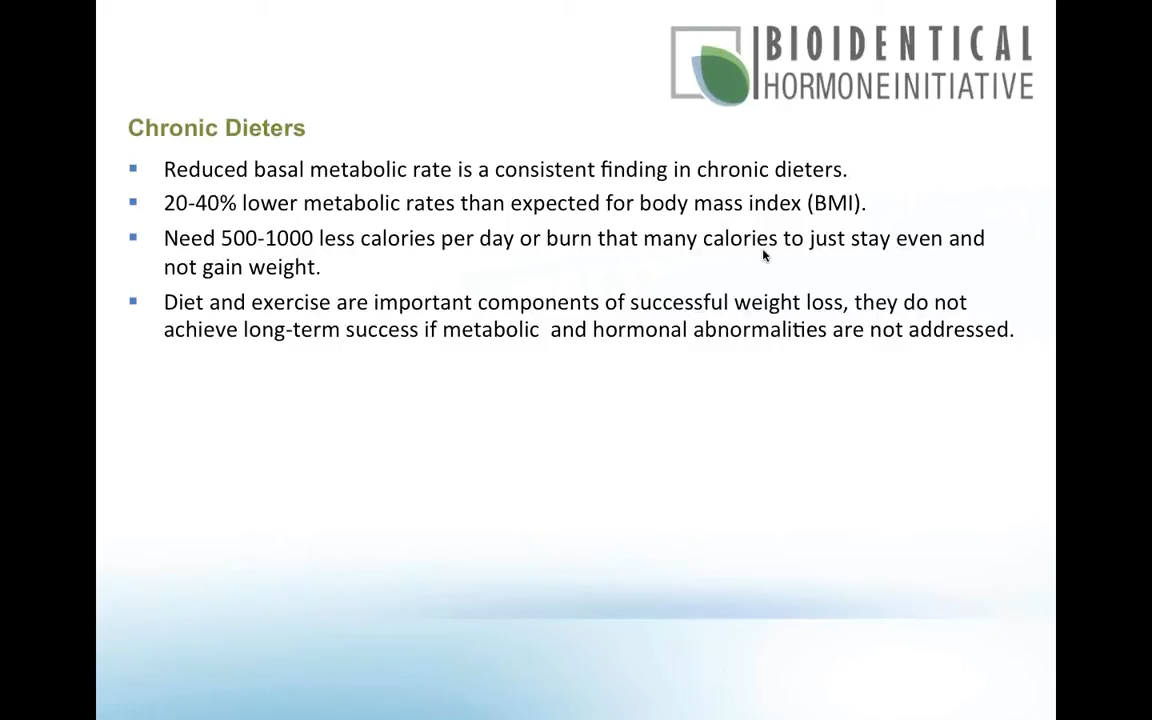 BIOIDENTICAL
HORMONEINITIATIVE
Chronic Dieters
▪ Reduced basal metabolic rate is a consistent finding in chronic dieters.
▪ 20-40% lower metabolic rates than expected for body mass index (BMI).
▪ Need 500-1000 less calories per day or burn that many calories to just stay even and
not gain weight.
▪ Diet and exercise are important components of successful weight loss, they do not
achieve long-term success if metabolic  and hormonal abnormalities are not addressed.